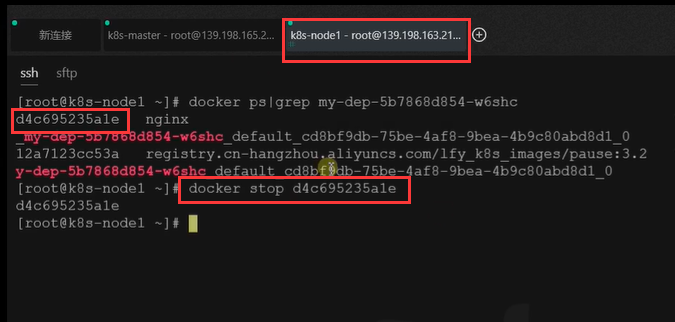 新连接
k8s-master - root@139.198.165.2...
k8s-node1 - root@139.198.163.21...
ssh sftp
[root@k8s-node1 ~]# docker ps|grep my-dep-5b7868d854-w6shc
d4c695235a1e nginx
_my-dep-5b7868d854-w6shc_default_cd8bf9db-75be-4af8-9bea-4b9c80abd8d1_0
12a7123cc53a registry.cn-hangzhou.aliyuncs.com/lfy_k8s_images/pause:3.2
y-dep-5b7868d854-w6shc_default_cd8bf9db-75be-4af8-9bea-4b9c80abd8d1_0
[root@k8s-node1 ~]# docker stop d4c695235a1e
d4c695235a1e
[root@k8s-node1 ~]#